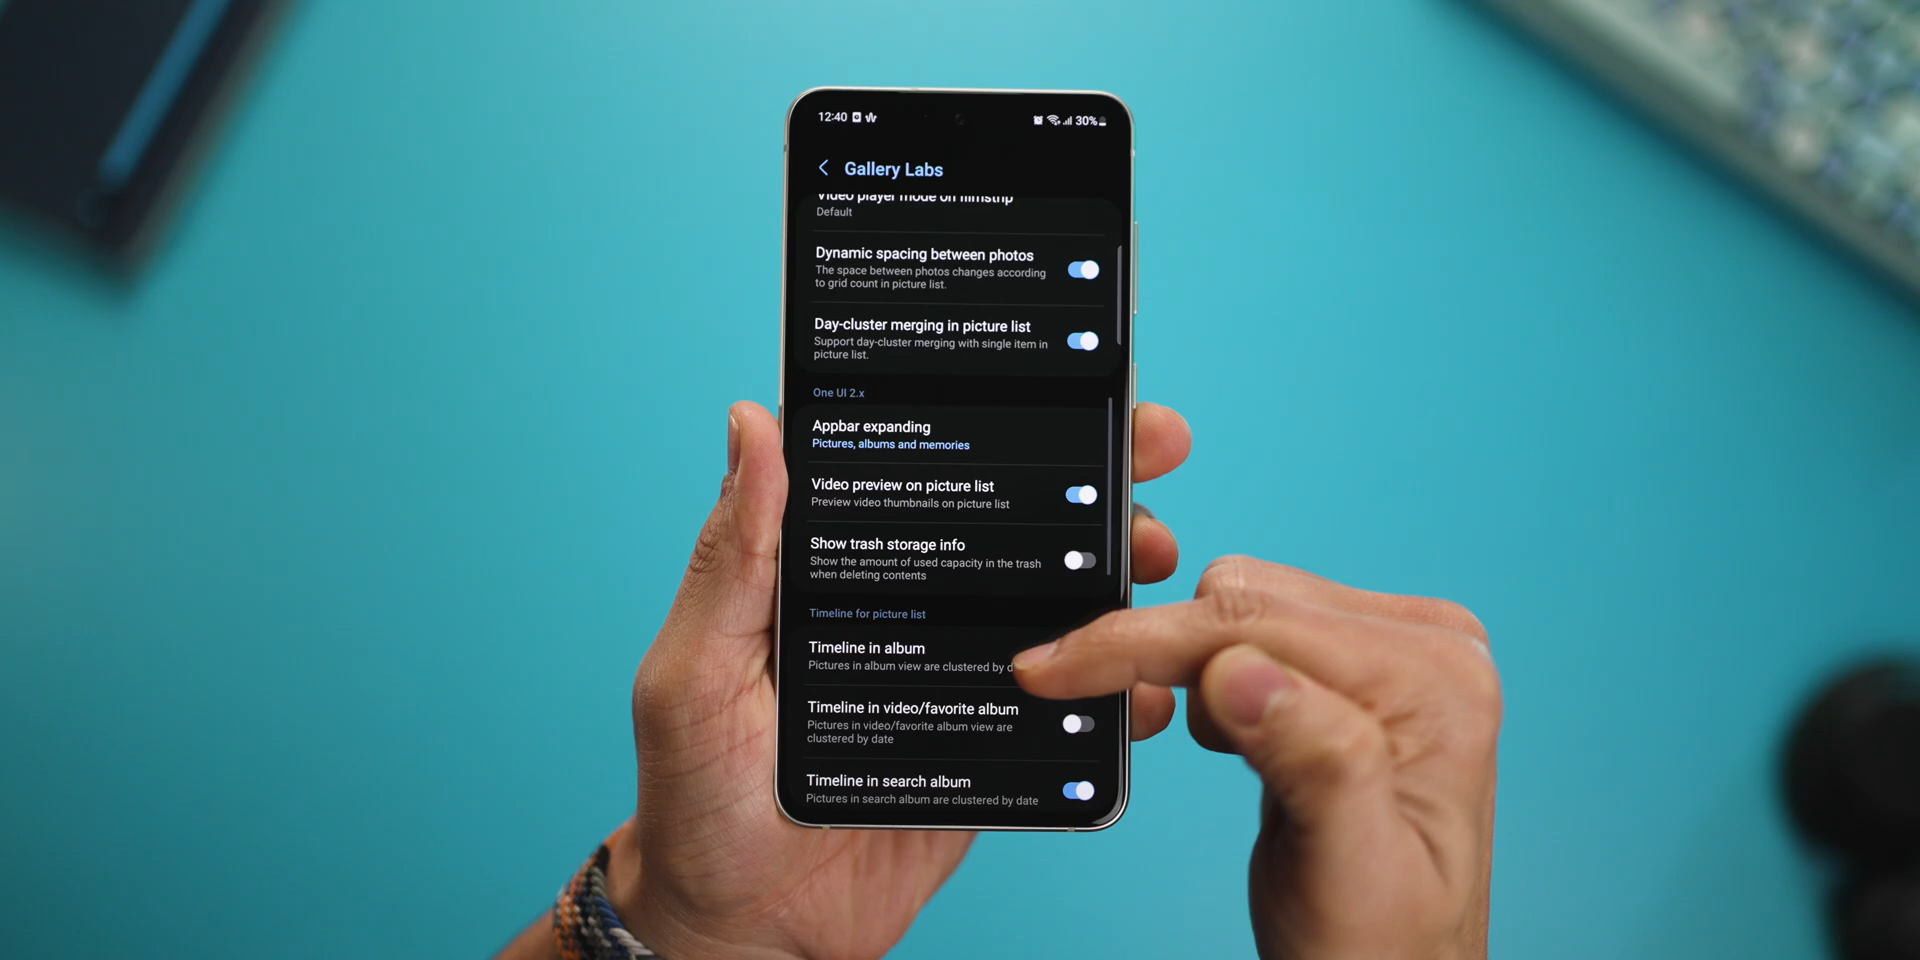 12:40
30%
Gallery Labs
Video player mode on filmstrip
Default
Dynamic spacing between photos
The space between photos changes according
to grid count in picture list.
Day-cluster merging in picture list
Support day-cluster merging with single item in
picture list.
One UI 2.x
Appbar expanding
Pictures, albums and memories
Video preview on picture list
Preview video thumbnails on picture list
Show trash storage info
Show the amount of used capacity in the trash
when deleting contents
Timeline for picture list
Timeline in album
Pictures in album view are clustered by d
Timeline in video/favorite album
Pictures in video/favorite album view are
clustered by date
Timeline in search album
Pictures in search album are clustered by date